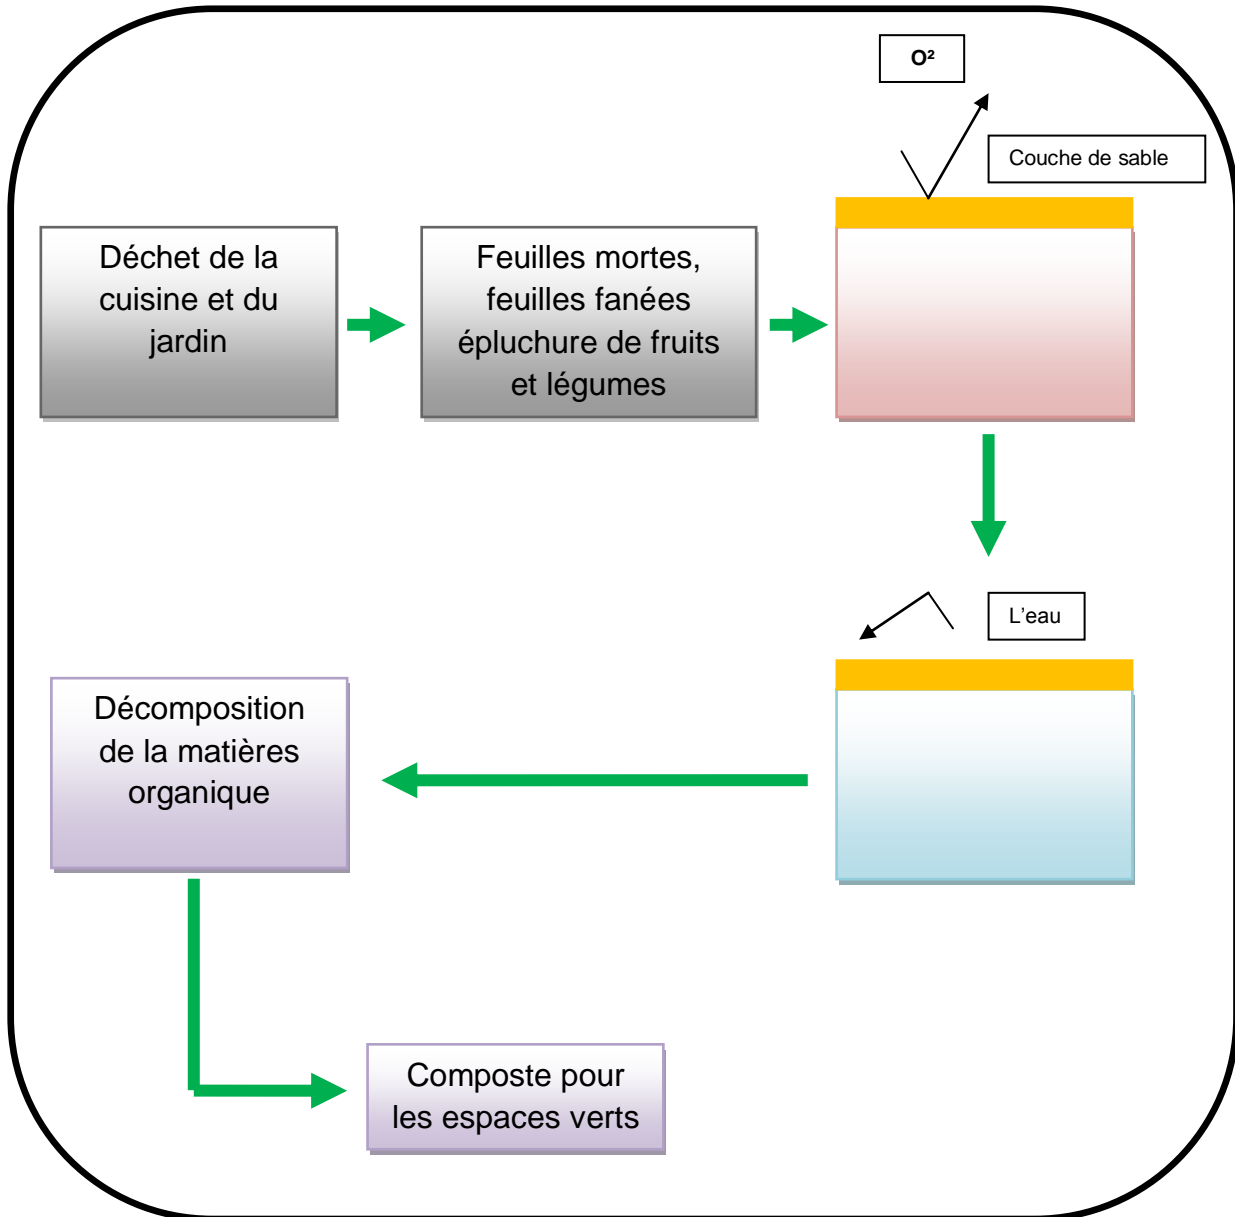 O²
Couche de sable
Déchet de la
cuisine et du
jardin
Feuilles mortes,
feuilles fanées
épluchure de fruits
et légumes
L'eau
Décomposition
de la matières
organique
Composte pour
les espaces verts